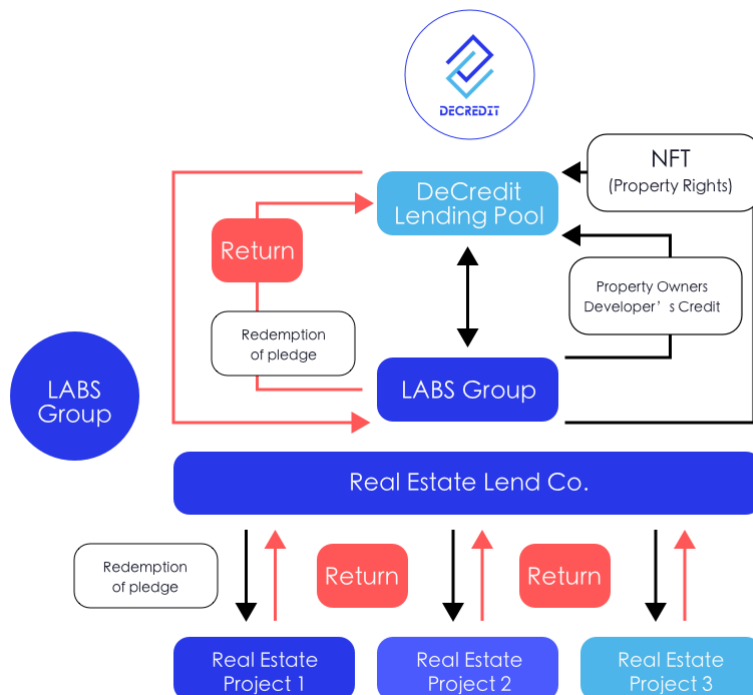 DECREDIT
NFT
(Property Rights)
DeCredit
Lending Pool
Return
Property Owners
Developer’s Credit
Redemption
of pledge
LABS
Group
LABS Group
Real Estate Lend Co.
Redemption
of pledge
Return
Return
Real Estate
Project 1
Real Estate
Project 2
Real Estate
Project 3